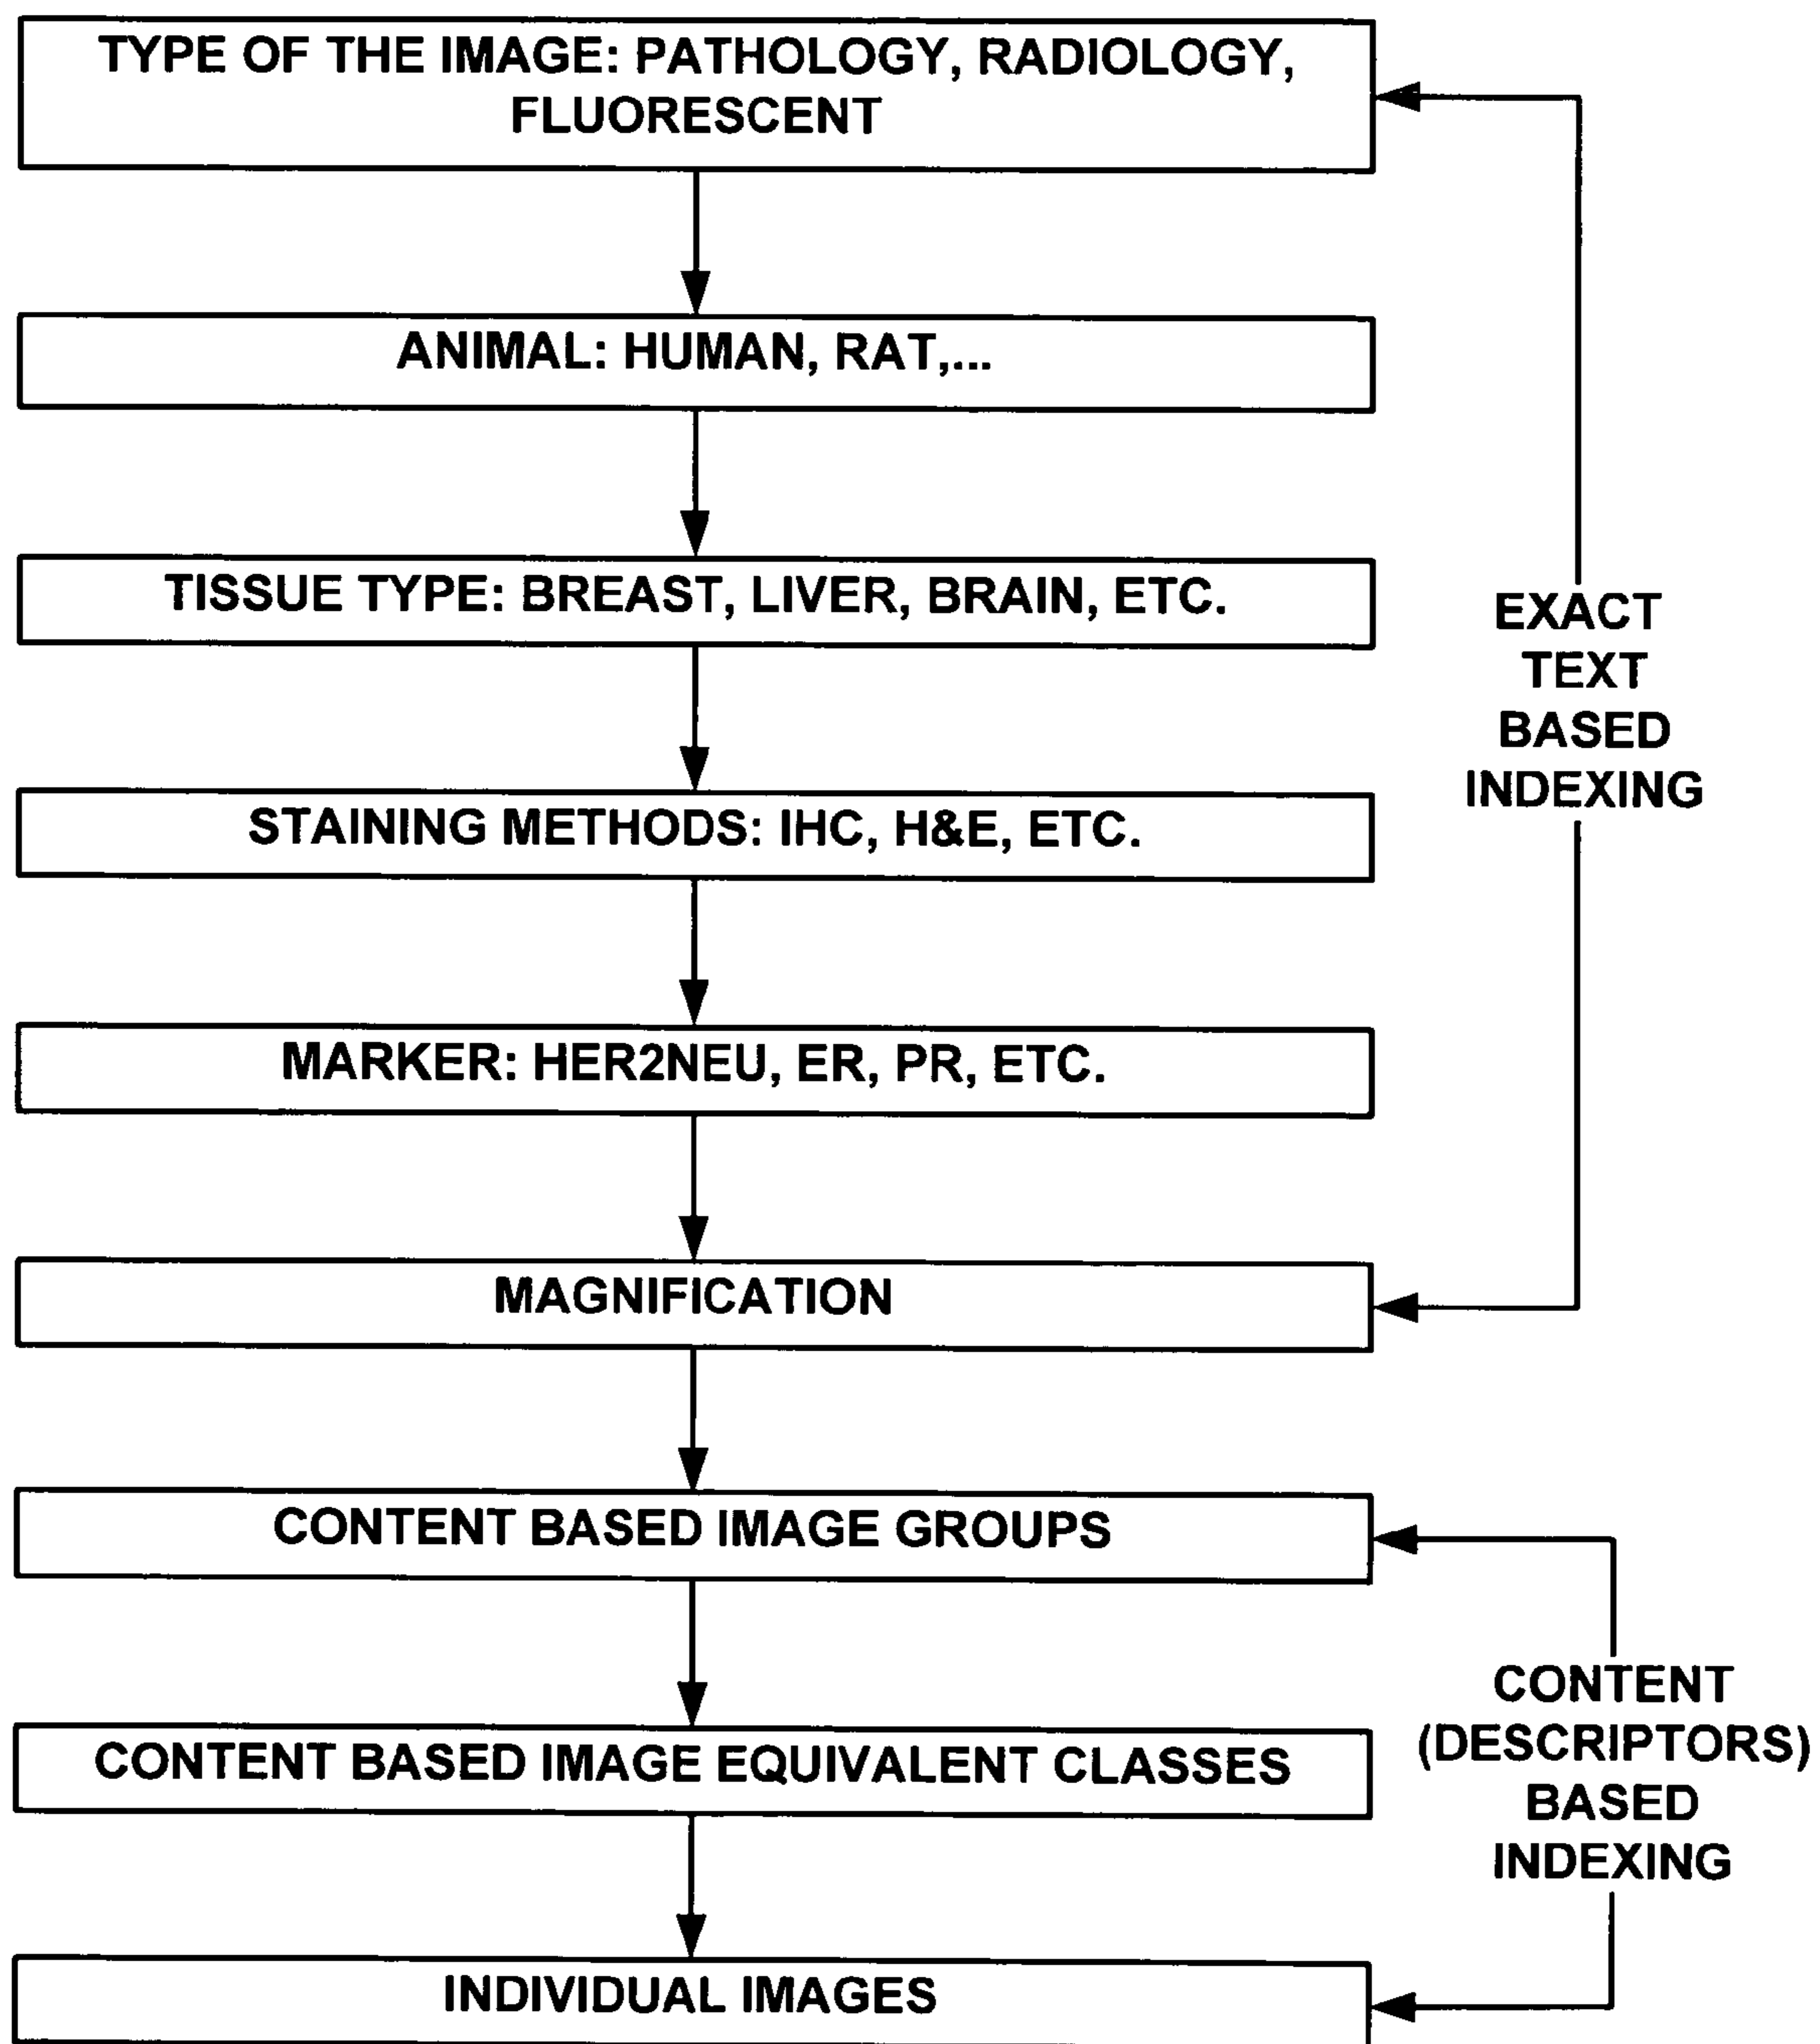 TYPE OF THE IMAGE: PATHOLOGY, RADIOLOGY,
FLUORESCENT
ANIMAL: HUMAN, RAT,...
TISSUE TYPE: BREAST, LIVER, BRAIN, ETC.
EXACT
TEXT
BASED
INDEXING
STAINING METHODS: IHC, H&E, ETC.
MARKER: HER2NEU, ER, PR, ETC.
MAGNIFICATION
CONTENT BASED IMAGE GROUPS
CONTENT BASED IMAGE EQUIVALENT CLASSES
CONTENT
(DESCRIPTORS)
BASED
INDEXING
INDIVIDUAL IMAGES